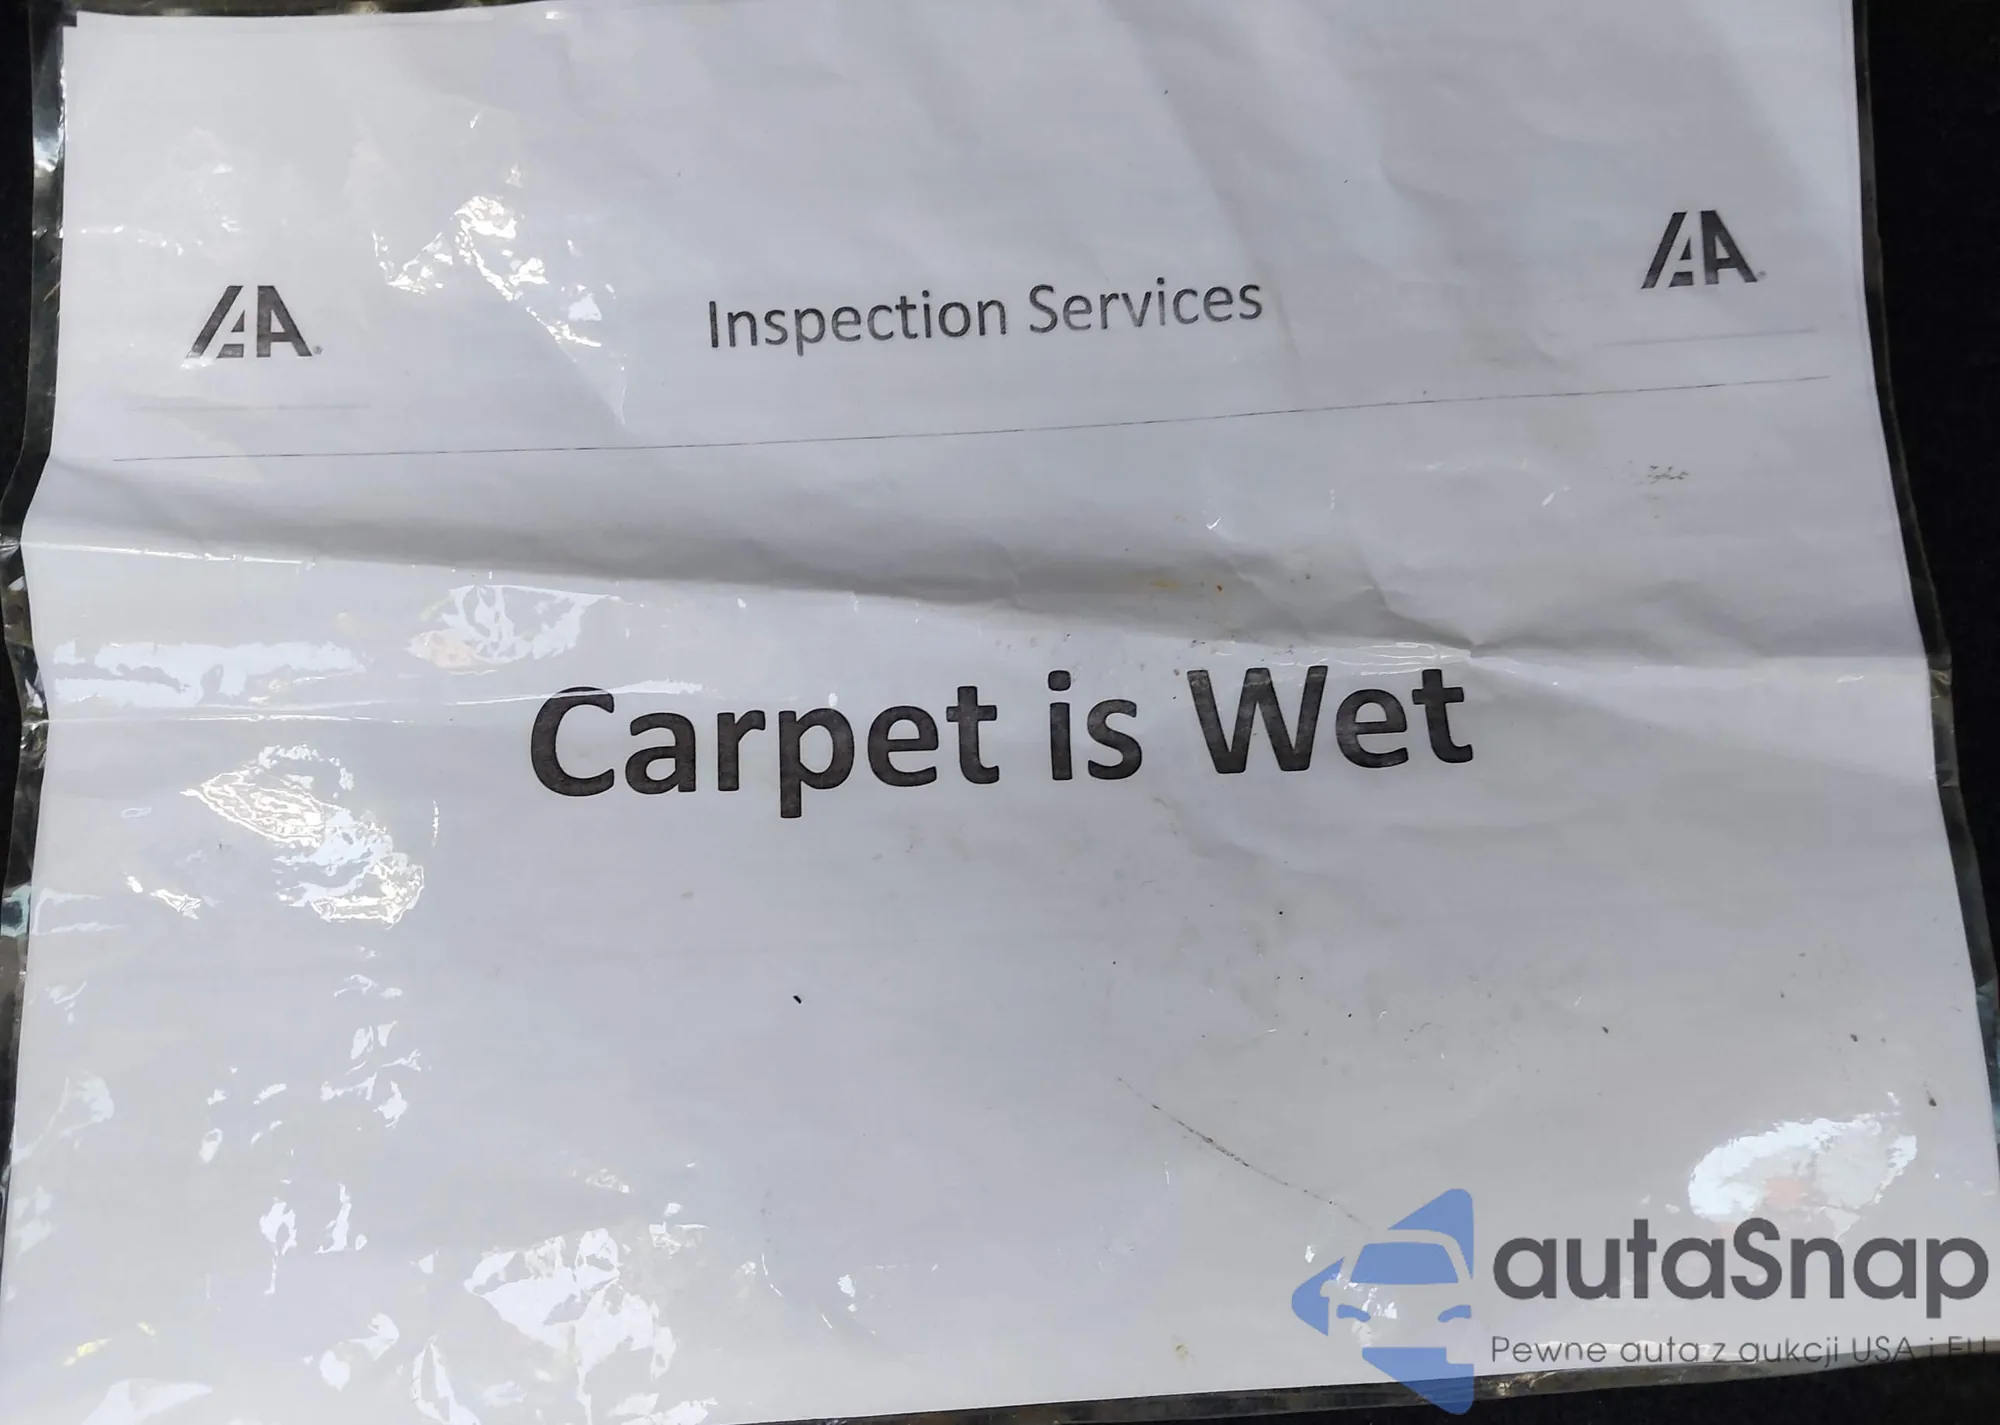 IAA Inspection Services IAA
Carpet is Wet
autaSnap
Pewne auta z aukcji USA i EU